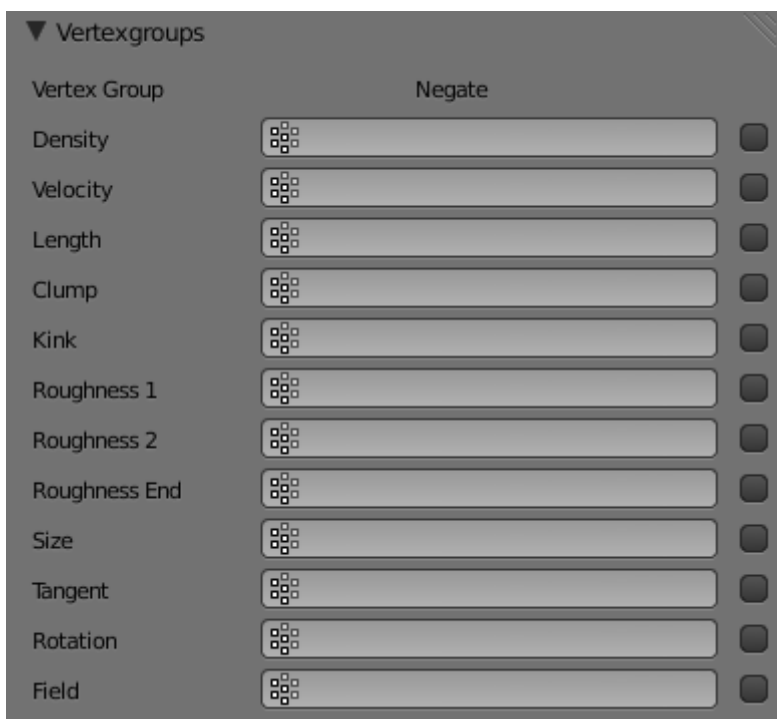 Vertexgroups
Vertex Group Negate
Density
Velocity
Length
Clump
Kink
Roughness 1
Roughness 2
Roughness End
Size
Tangent
Rotation
Field